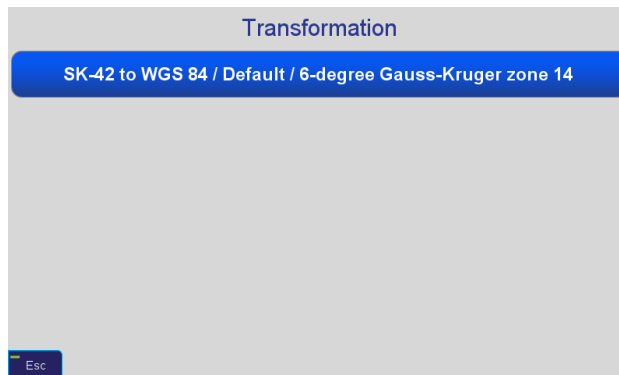 Transformation
SK-42 to WGS 84 / Default / 6-degree Gauss-Kruger zone 14
Esc